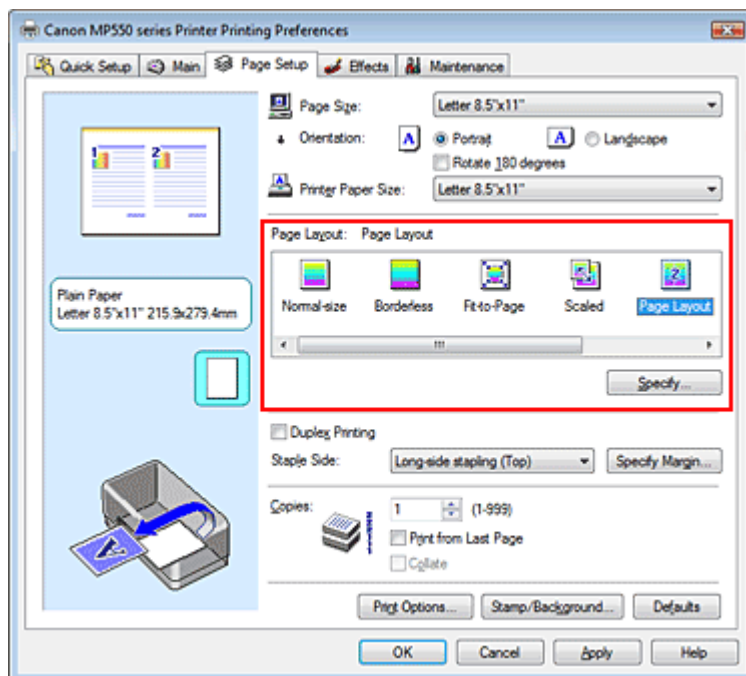 Canon MP550 series Printer Printing Preferences
Quick Setup Main Page Setup Effects Maintenance
1 2
Plain Paper
Letter 8.5"x11" 215.9x279.4mm
Page Size: Letter 8.5"x11"
Orientation: A Portrait A Landscape
Rotate 180 degrees
Printer Paper Size: Letter 8.5"x11"
Page Layout: Page Layout
Normal-size Borderless Fit-to-Page Scaled Page Layout
Specify...
Duplex Printing
Staple Side: Long-side stapling (Top) Specify Margin...
Copies: 1 (1-999)
Print from Last Page
Collate
Print Options... Stamp/Background... Defaults
OK Cancel Apply Help